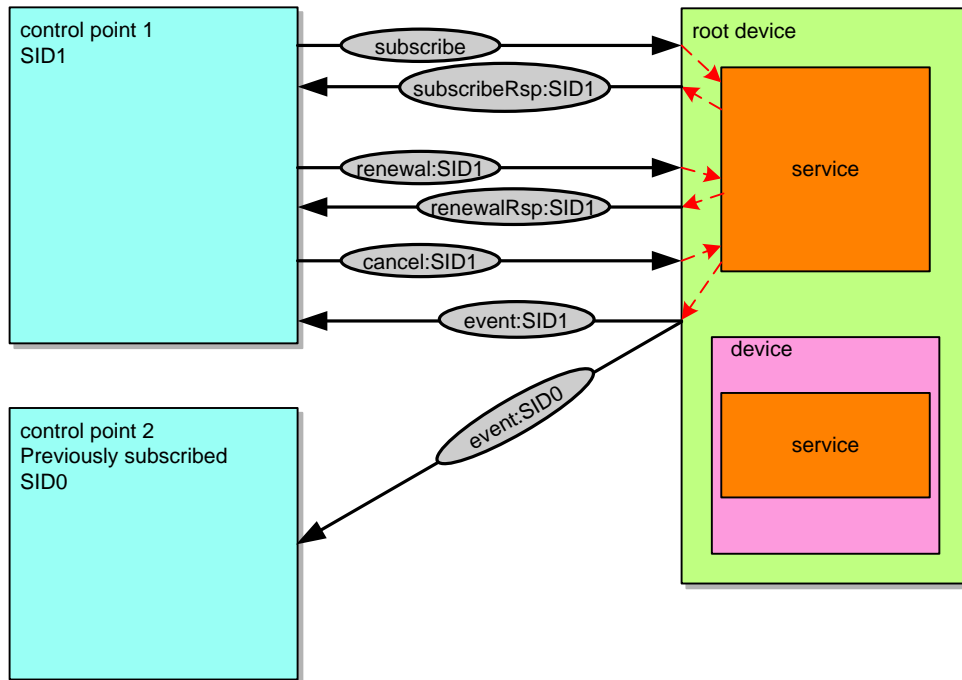 control point 1
SID1
subscribe
subscribeRsp:SID1
renewal:SID1
renewalRsp:SID1
cancel:SID1
event:SID1
event:SID0
control point 2
Previously subscribed
SID0
root device
service
device
service